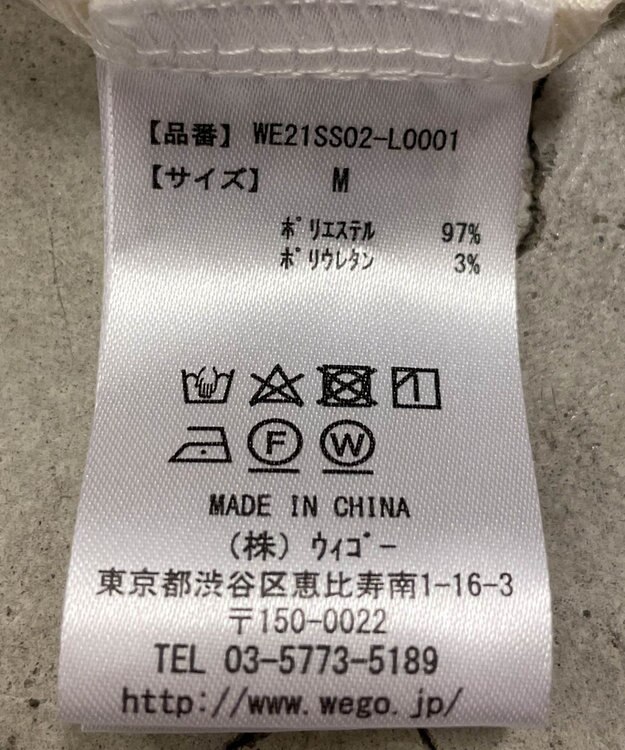 【品番】 WE21SS02-L0001
【サイズ】 M
ポリエステル 97%
ポリウレタン 3%
F W
MADE IN CHINA
(株) ウィゴー
東京都渋谷区恵比寿南1-16-3
〒150-0022
TEL 03-5773-5189
http://www.wego.jp/